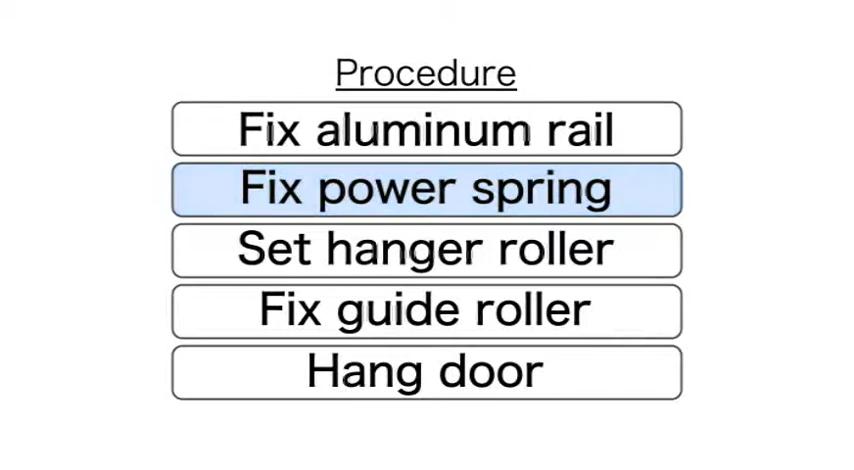 Procedure
Fix aluminum rail
Fix power spring
Set hanger roller
Fix guide roller
Hang door